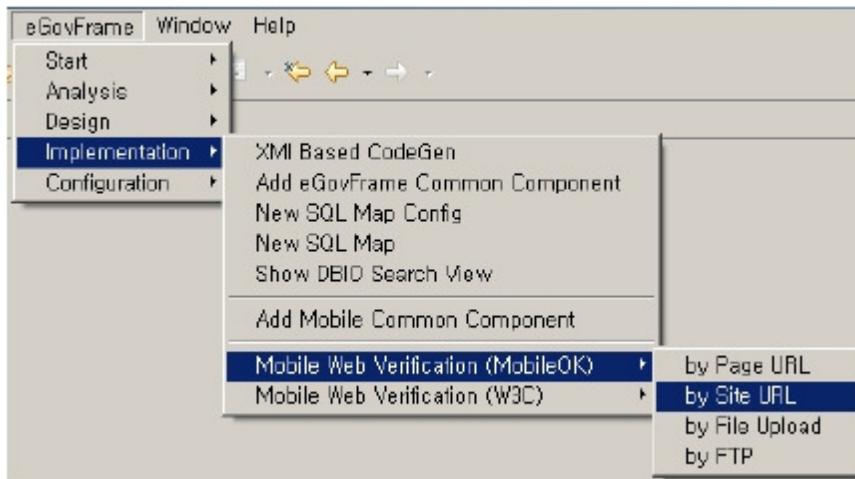 eGovFrame Window Help
Start
Analysis
Design
Implementation
Configuration
XMI Based CodeGen
Add eGovFrame Common Component
New SQL Map Config
New SQL Map
Show DBIO Search View
Add Mobile Common Component
Mobile Web Verification (MobileOK)
Mobile Web Verification (W3C)
by Page URL
by Site URL
by File Upload
by FTP